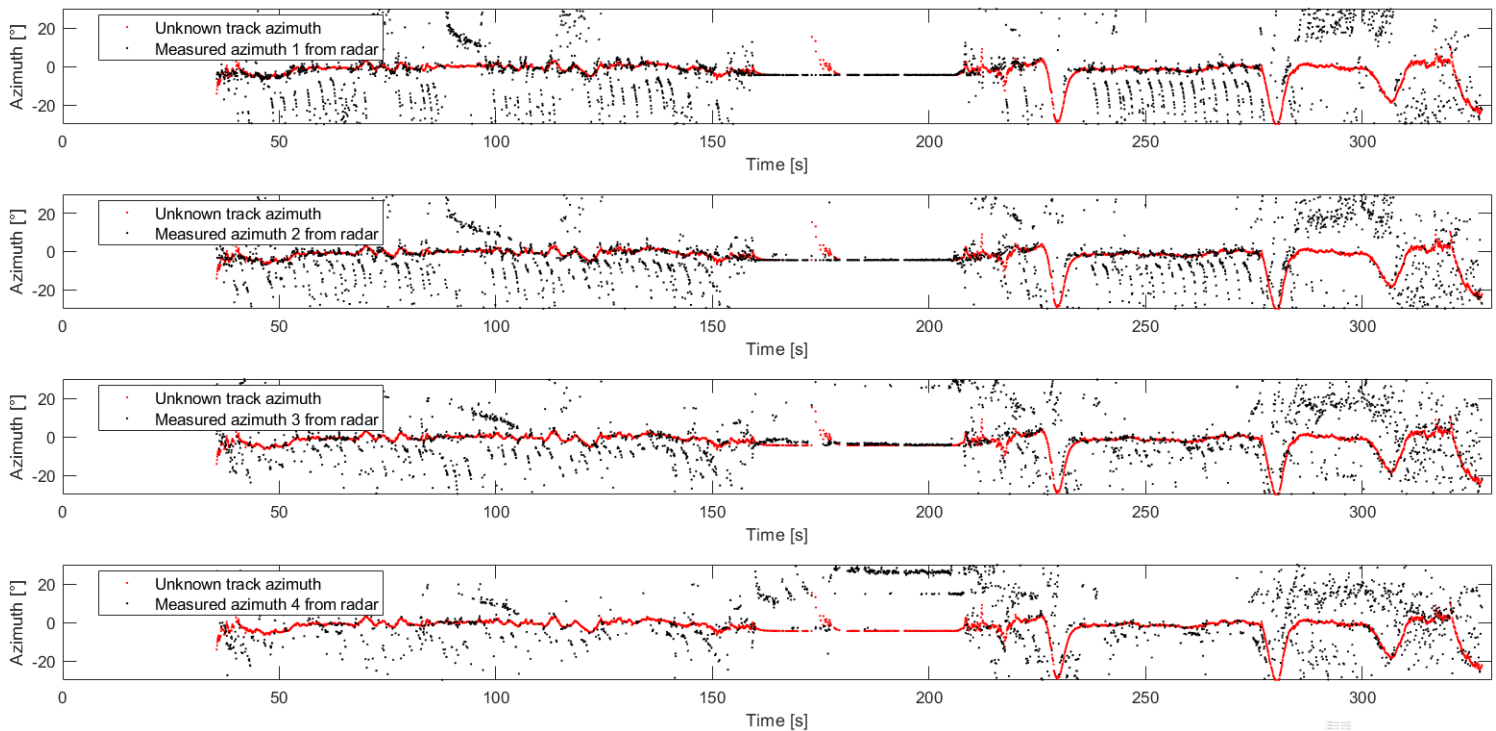 20
0
-20
Azimuth [°]
Unknown track azimuth
Measured azimuth 1 from radar
0 50 100 150 200 250 300
Time [s]
20
0
-20
Azimuth [°]
Unknown track azimuth
Measured azimuth 2 from radar
0 50 100 150 200 250 300
Time [s]
20
0
-20
Azimuth [°]
Unknown track azimuth
Measured azimuth 3 from radar
0 50 100 150 200 250 300
Time [s]
20
0
-20
Azimuth [°]
Unknown track azimuth
Measured azimuth 4 from radar
0 50 100 150 200 250 300
Time [s]